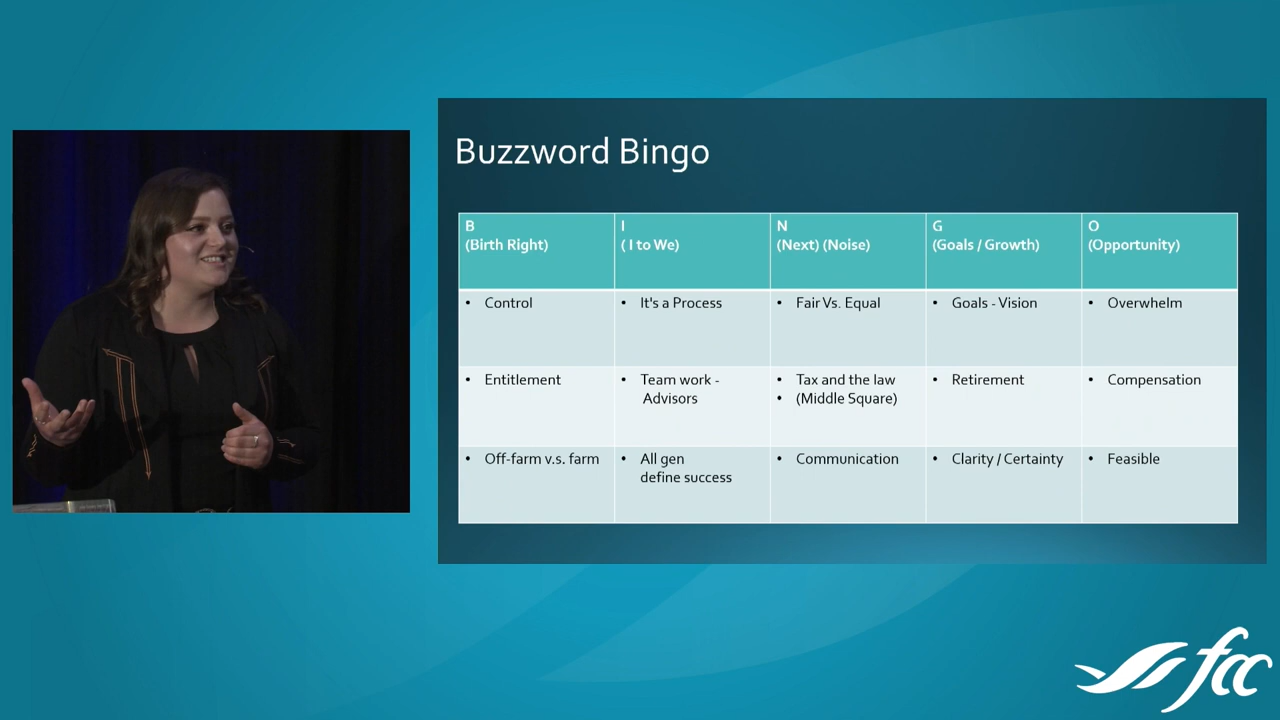 Buzzword Bingo
B
(Birth Right)
I
( I to We)
N
(Next) (Noise)
G
(Goals / Growth)
O
(Opportunity)
• Control
• It's a Process
• Fair Vs. Equal
• Goals - Vision
• Overwhelm
• Entitlement
• Team work -
Advisors
• Tax and the law
• (Middle Square)
• Retirement
• Compensation
• Off-farm v.s. farm
• All gen
define success
• Communication
• Clarity / Certainty
• Feasible
fcc